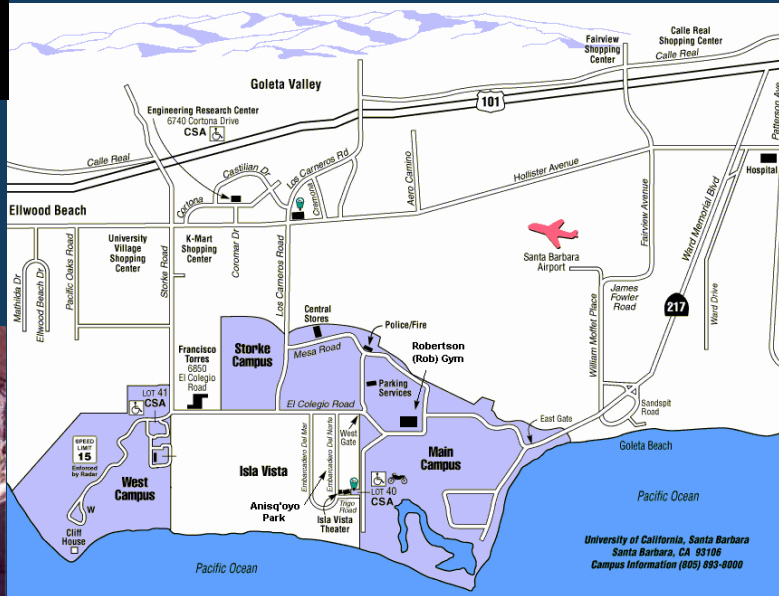 Calle Real
Shopping Center
Fairview
Shopping
Center
Calle Real
Goleta Valley
101
Engineering Research Center
6740 Cortona Drive
CSA
Patterson Ave
Calle Real
Castilian Dr
Los Carneros Rd
Cremona
Aero Camino
Hollister Avenue
Hospital
Cortona
Ellwood Beach
University
Village
Shopping
Center
K-Mart
Shopping
Center
Coromar Dr
Storke Road
Los Carneros Road
Pacific Oaks Road
Ellwood Beach Dr
Mathilda Dr
Santa Barbara
Airport
Fairview Avenue
Ward Memorial Blvd
James
Fowler
Road
William Moffet Place
217
Ward Drive
Central
Stores
Police/Fire
Robertson
(Rob) Gym
Storke
Campus
Mesa Road
Francisco
Torres
6850
El Colegio
Road
Parking
Services
LOT 41
CSA
El Colegio Road
East Gate
Sandspit
Road
Goleta Beach
SPEED
LIMIT
15
Enforced
by Radar
West
Campus
Isla Vista
Embarcadero Del Mar
Embarcadero Del Norte
West
Gate
Main
Campus
LOT 40
CSA
Anisq'oyo
Park
Trigo
Road
Isla Vista
Theater
W
Cliff
House
Pacific Ocean
Pacific Ocean
University of California, Santa Barbara
Santa Barbara, CA 93106
Campus Information (805) 893-8000